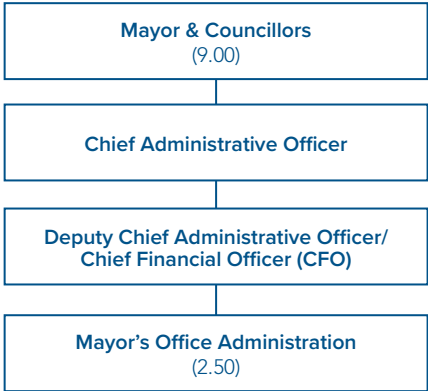 Mayor & Councillors
(9.00)
Chief Administrative Officer
Deputy Chief Administrative Officer/
Chief Financial Officer (CFO)
Mayor’s Office Administration
(2.50)